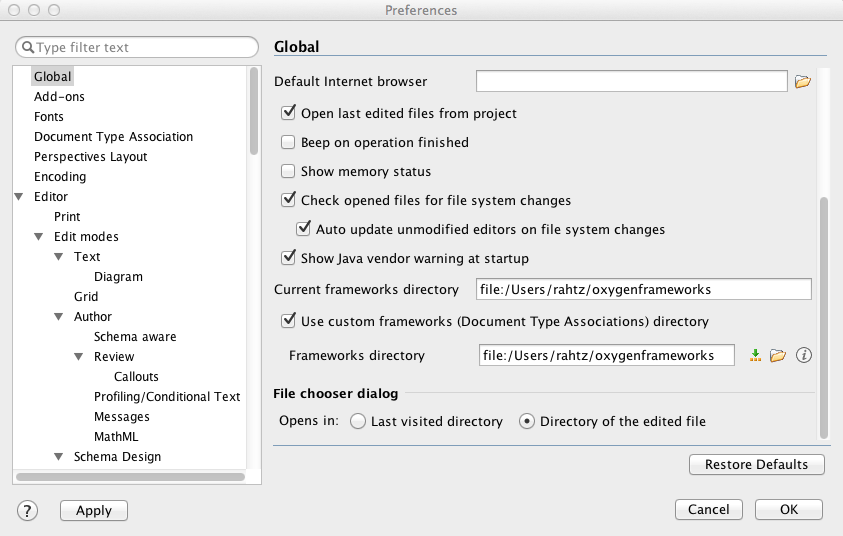 Preferences
Type filter text
Global
Add-ons
Fonts
Document Type Association
Perspectives Layout
Encoding
Editor
Print
Edit modes
Text
Diagram
Grid
Author
Schema aware
Review
Callouts
Profiling/Conditional Text
Messages
MathML
Schema Design
Global
Default Internet browser
Open last edited files from project
Beep on operation finished
Show memory status
Check opened files for file system changes
Auto update unmodified editors on file system changes
Show Java vendor warning at startup
Current frameworks directory file:/Users/rahtz/oxygenframeworks
Use custom frameworks (Document Type Associations) directory
Frameworks directory file:/Users/rahtz/oxygenframeworks
File chooser dialog
Opens in: Last visited directory Directory of the edited file
Restore Defaults
? Apply Cancel OK